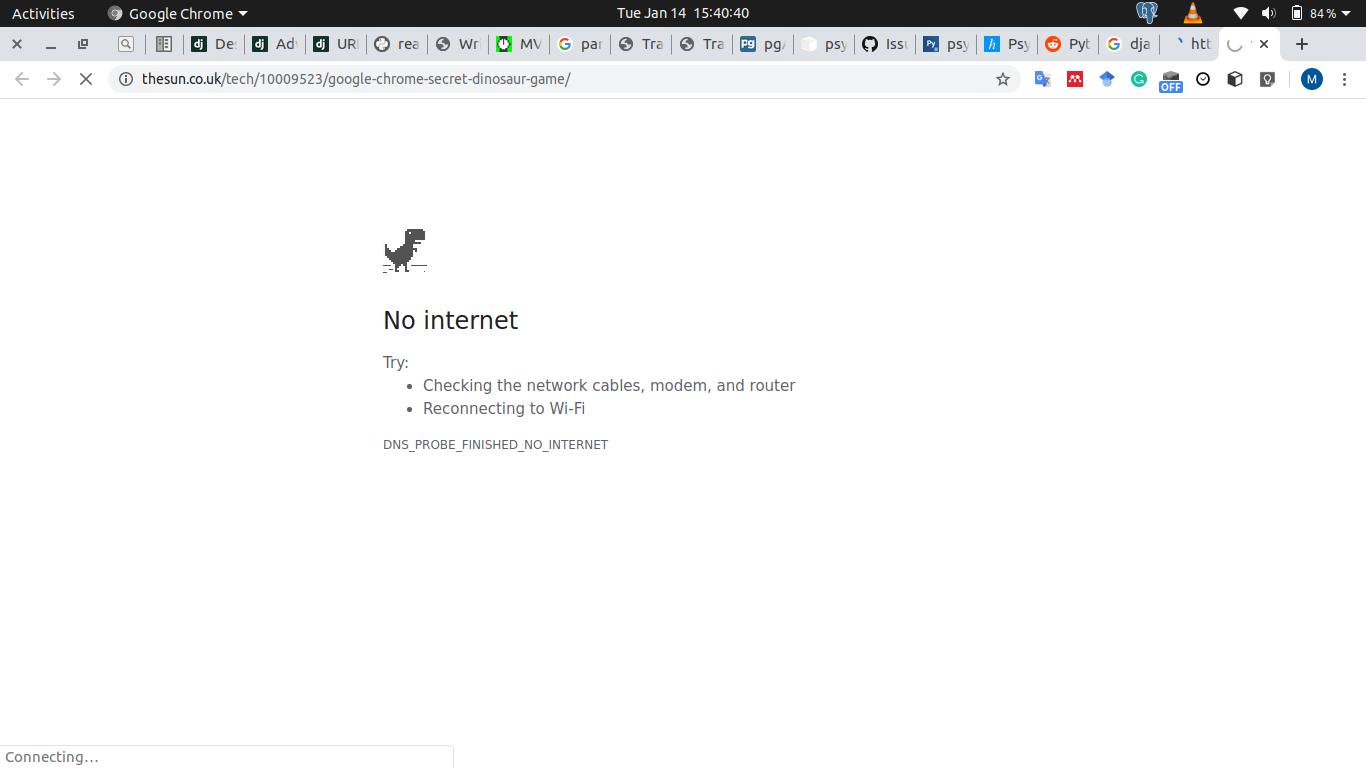 Activities Google Chrome Tue Jan 14 15:40:40 84%
De Ad UR rea Wr MV par Tra Tra pg psy Issu psy Psy Pyt dja htt
thesun.co.uk/tech/10009523/google-chrome-secret-dinosaur-game/ OFF M
No internet
Try:
• Checking the network cables, modem, and router
• Reconnecting to Wi-Fi
DNS_PROBE_FINISHED_NO_INTERNET
Connecting...